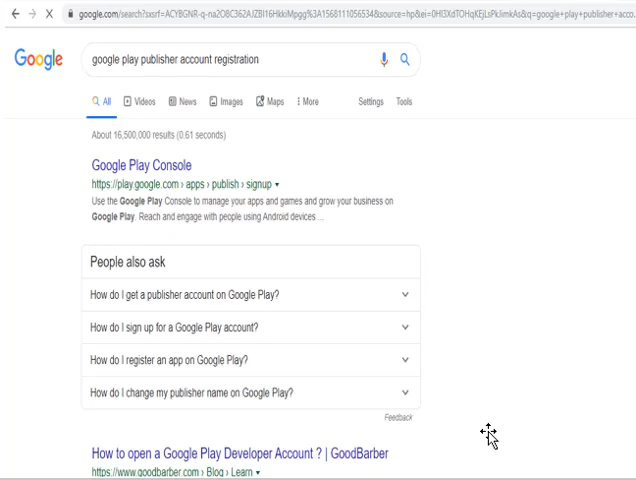 google.com/search?sxsrf=ACYBGNR-q-na2O8C362AJZBl16HkkiMpgg%3A1568111056534&source=hp&ei=0Hl3XdTOHqKEjLsPkJimkAs&q=google+play+publisher+acco...
Google
google play publisher account registration
All Videos News Images Maps More Settings Tools
About 16,500,000 results (0.61 seconds)
Google Play Console
https://play.google.com › apps › publish › signup
Use the Google Play Console to manage your apps and games and grow your business on
Google Play. Reach and engage with people using Android devices ...
People also ask
How do I get a publisher account on Google Play?
How do I sign up for a Google Play account?
How do I register an app on Google Play?
How do I change my publisher name on Google Play?
Feedback
How to open a Google Play Developer Account ? | GoodBarber
https://www.goodbarber.com › Blog › Learn